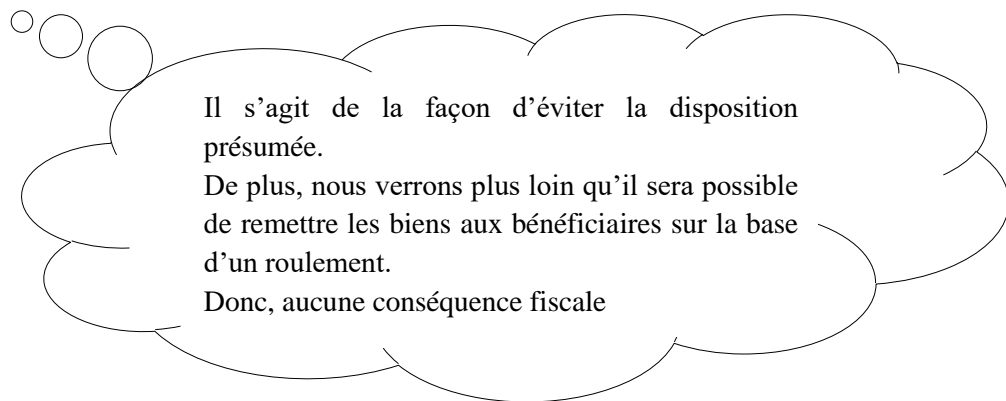 Il s’agit de la façon d’éviter la disposition
présumée.
De plus, nous verrons plus loin qu’il sera possible
de remettre les biens aux bénéficiaires sur la base
d’un roulement.
Donc, aucune conséquence fiscale